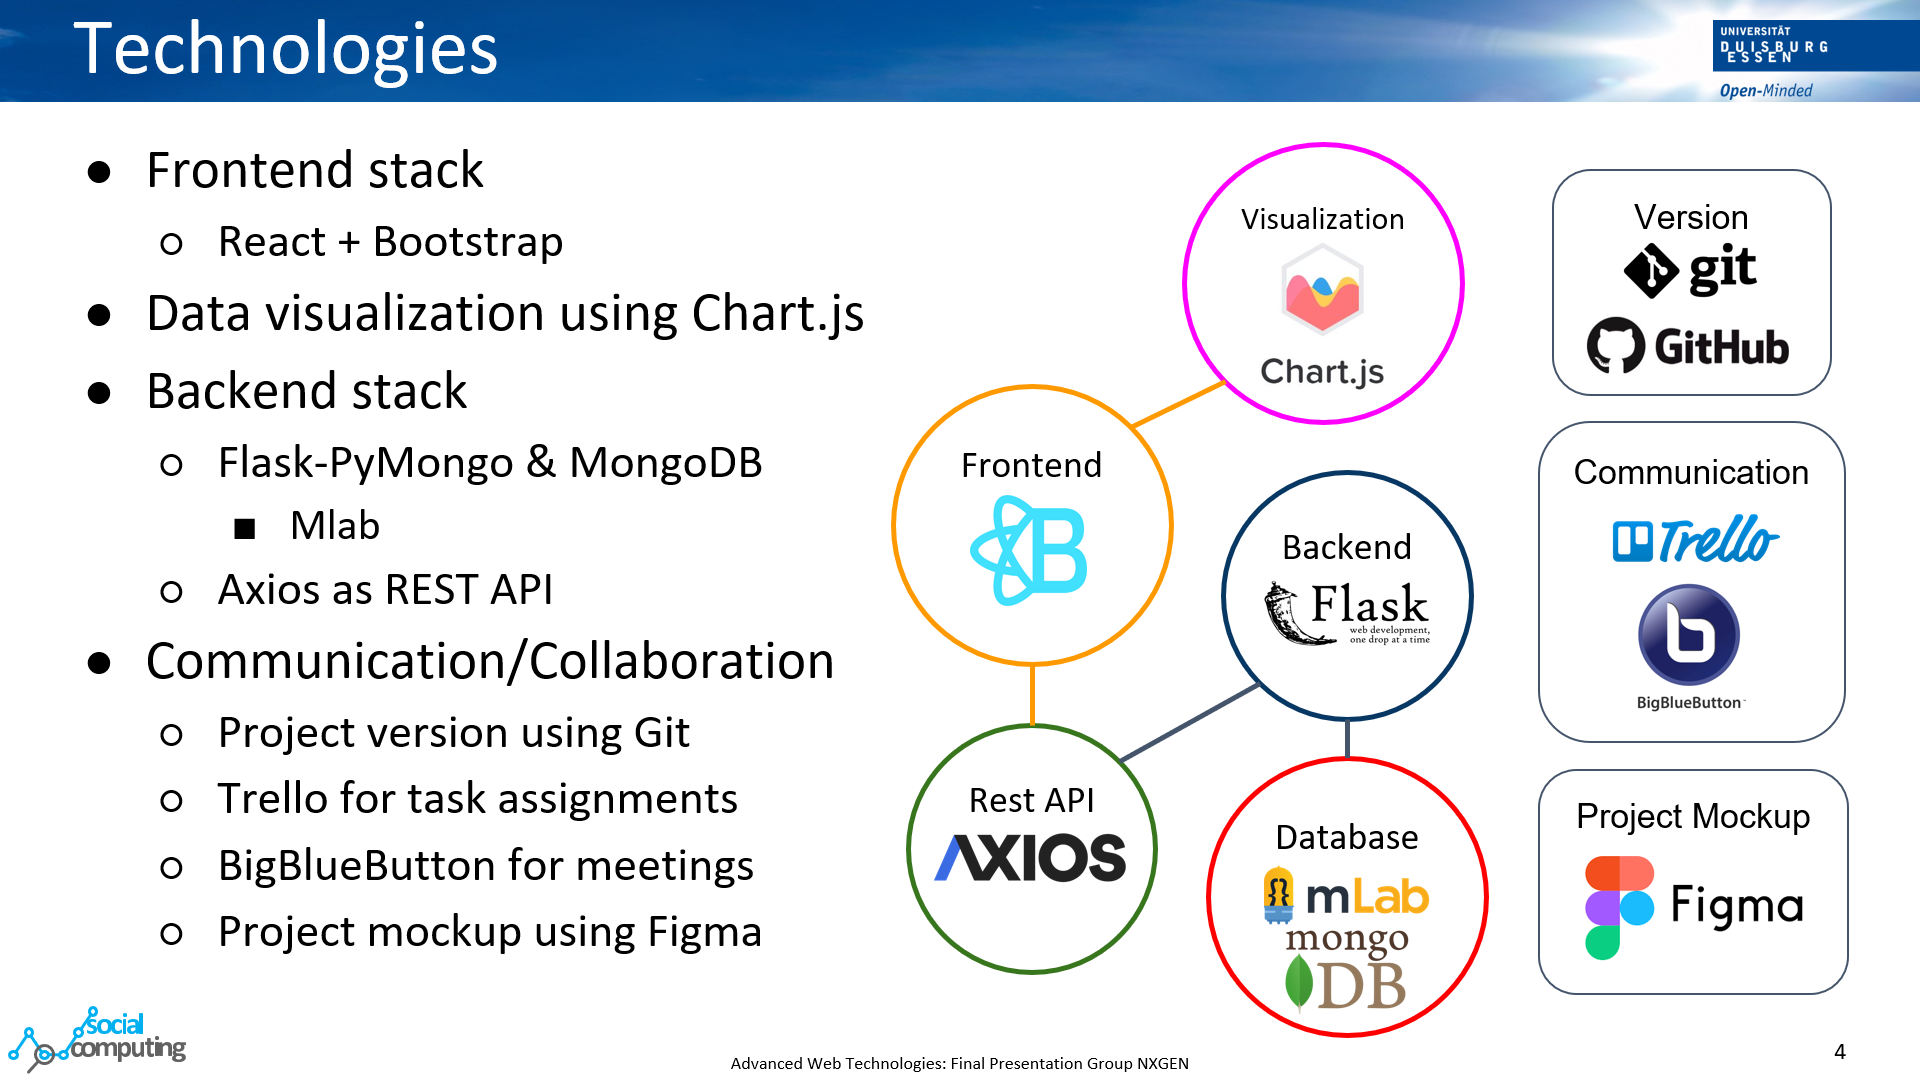 Technologies
UNIVERSITÄT
DUISBURG
ESSEN
Open-Minded
● Frontend stack
○ React + Bootstrap
● Data visualization using Chart.js
● Backend stack
○ Flask-PyMongo & MongoDB
■ Mlab
○ Axios as REST API
● Communication/Collaboration
○ Project version using Git
○ Trello for task assignments
○ BigBlueButton for meetings
○ Project mockup using Figma
Visualization
Chart.js
Frontend
B
Backend
Flask
web development,
one drop at a time
Rest API
AXIOS
Database
mLab
mongo
DB
Version
git
GitHub
Communication
Trello
b
BigBlueButton
Project Mockup
Figma
social
computing
Advanced Web Technologies: Final Presentation Group NXGEN
4